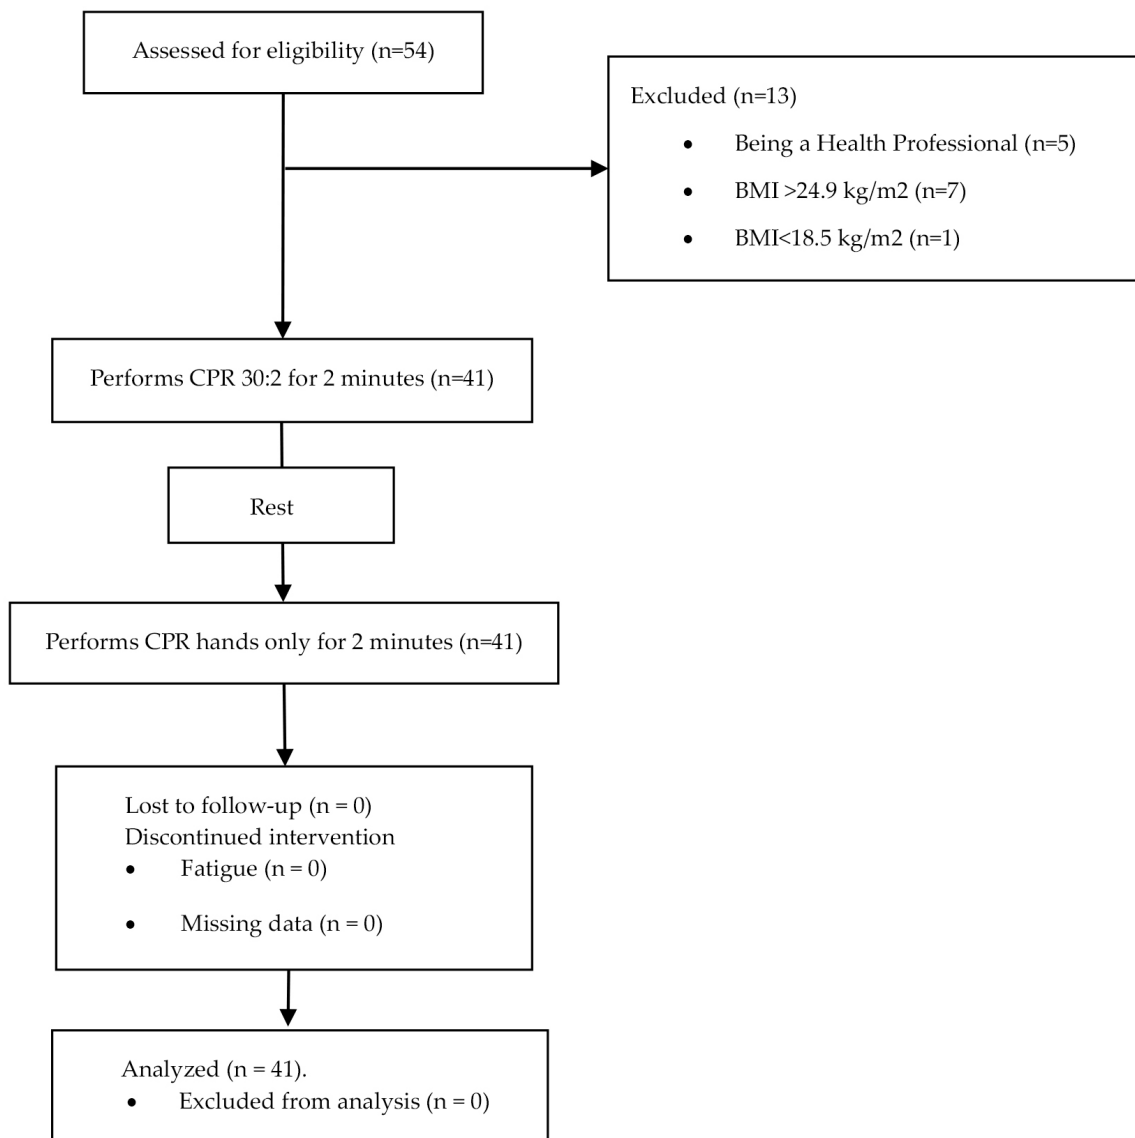 Assessed for eligibility (n=54)
Excluded (n=13)
• Being a Health Professional (n=5)
• BMI >24.9 kg/m2 (n=7)
• BMI<18.5 kg/m2 (n=1)
Performs CPR 30:2 for 2 minutes (n=41)
Rest
Performs CPR hands only for 2 minutes (n=41)
Lost to follow-up (n = 0)
Discontinued intervention
• Fatigue (n = 0)
• Missing data (n = 0)
Analyzed (n = 41).
• Excluded from analysis (n = 0)